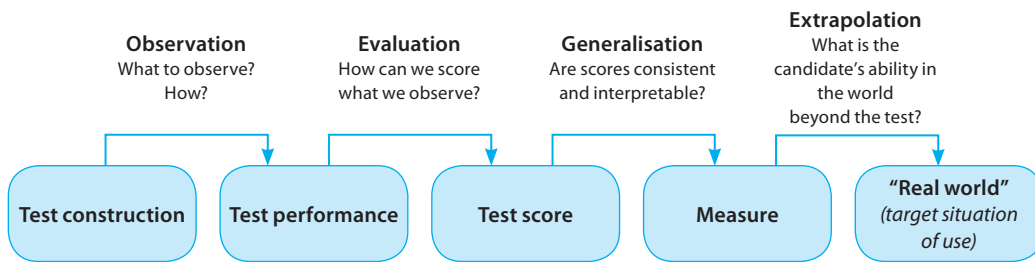 Observation
What to observe?
How?
Evaluation
How can we score
what we observe?
Generalisation
Are scores consistent
and interpretable?
Extrapolation
What is the
candidate’s ability in
the world
beyond the test?
Test construction
Test performance
Test score
Measure
“Real world”
(target situation
of use)